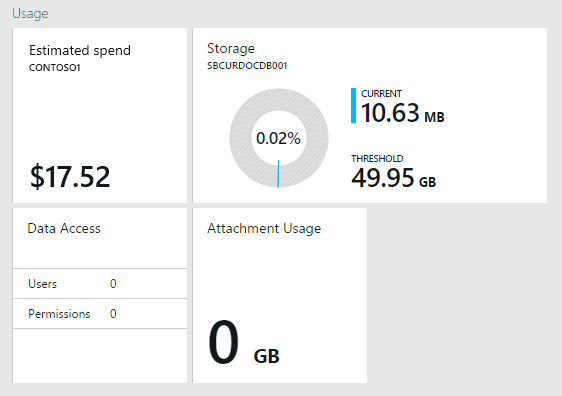 Usage
Estimated spend
CONTOSO1
$17.52
Storage
SBCURDOCDB001
0.02%
CURRENT
10.63 MB
THRESHOLD
49.95 GB
Data Access
Users 0
Permissions 0
Attachment Usage
0 GB